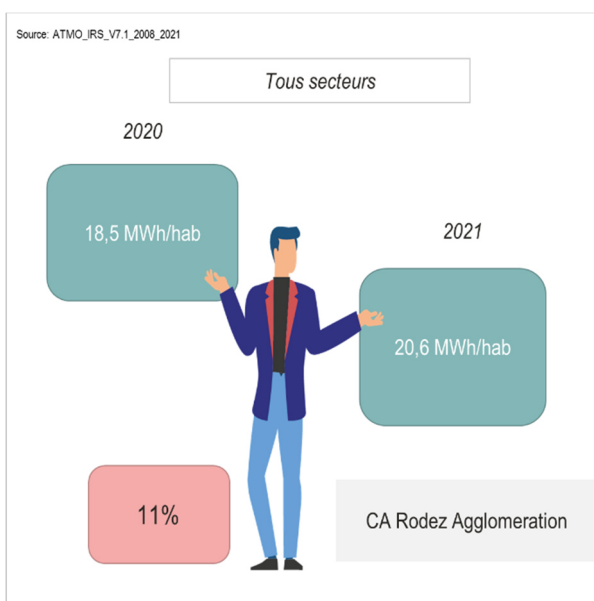 Source: ATMO_IRS_V7.1_2008_2021
Tous secteurs
2020
18,5 MWh/hab
2021
20,6 MWh/hab
11%
CA Rodez Agglomeration